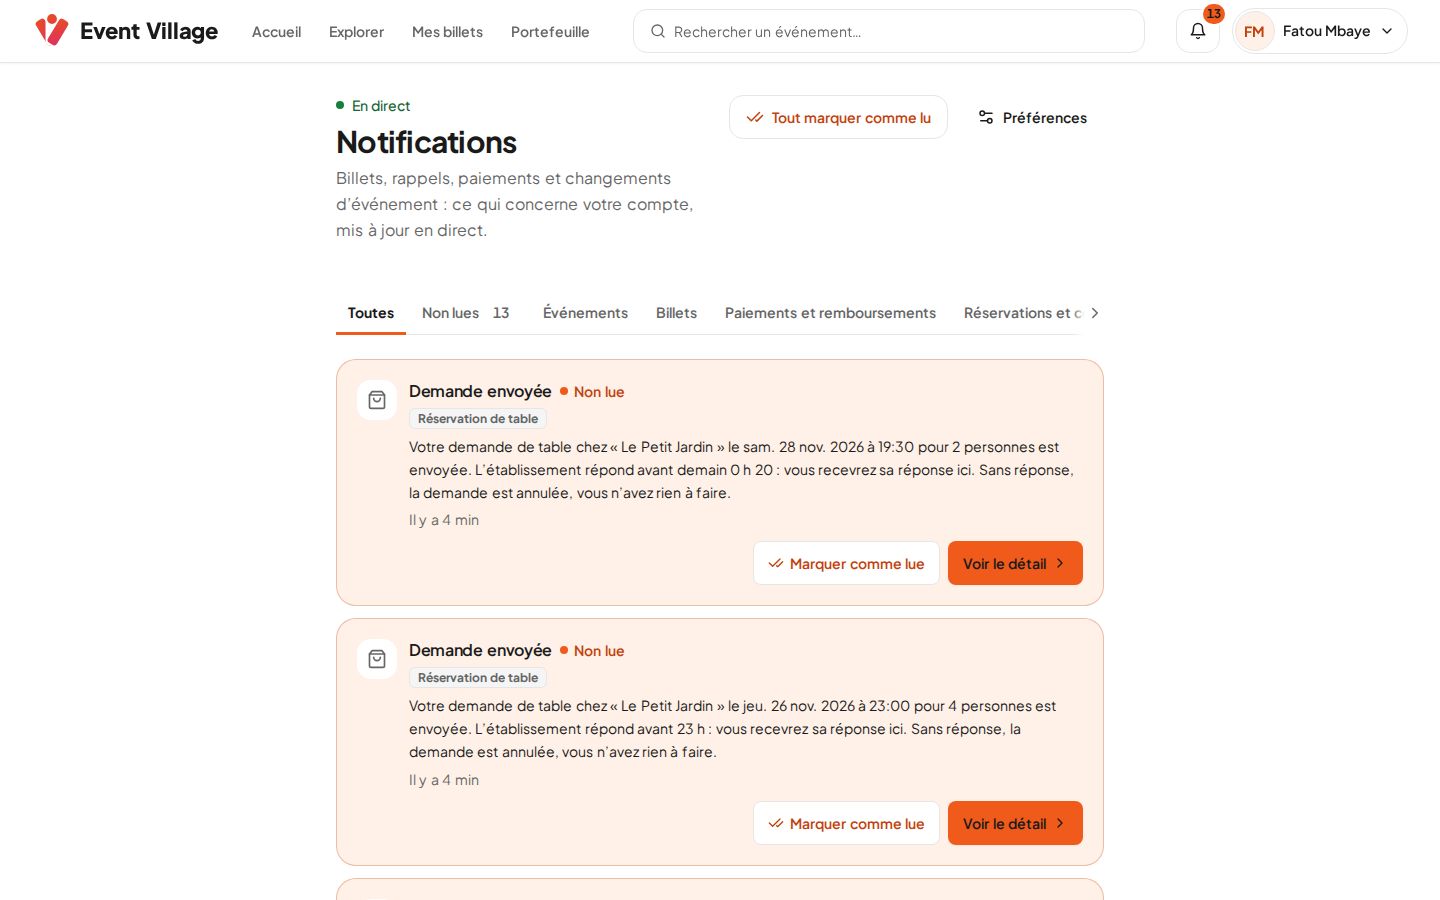 Event Village
Accueil
Explorer
Mes billets
Portefeuille
Rechercher un événement…
13
FM
Fatou Mbaye
En direct
Notifications
Billets, rappels, paiements et changements
d’événement : ce qui concerne votre compte,
mis à jour en direct.
Tout marquer comme lu
Préférences
Toutes
Non lues 13
Événements
Billets
Paiements et remboursements
Réservations et c
Demande envoyée
Non lue
Réservation de table
Votre demande de table chez « Le Petit Jardin » le sam. 28 nov. 2026 à 19:30 pour 2 personnes est
envoyée. L’établissement répond avant demain 0 h 20 : vous recevrez sa réponse ici. Sans réponse,
la demande est annulée, vous n’avez rien à faire.
Il y a 4 min
Marquer comme lue
Voir le détail
Demande envoyée
Non lue
Réservation de table
Votre demande de table chez « Le Petit Jardin » le jeu. 26 nov. 2026 à 23:00 pour 4 personnes est
envoyée. L’établissement répond avant 23 h : vous recevrez sa réponse ici. Sans réponse, la
demande est annulée, vous n’avez rien à faire.
Il y a 4 min
Marquer comme lue
Voir le détail